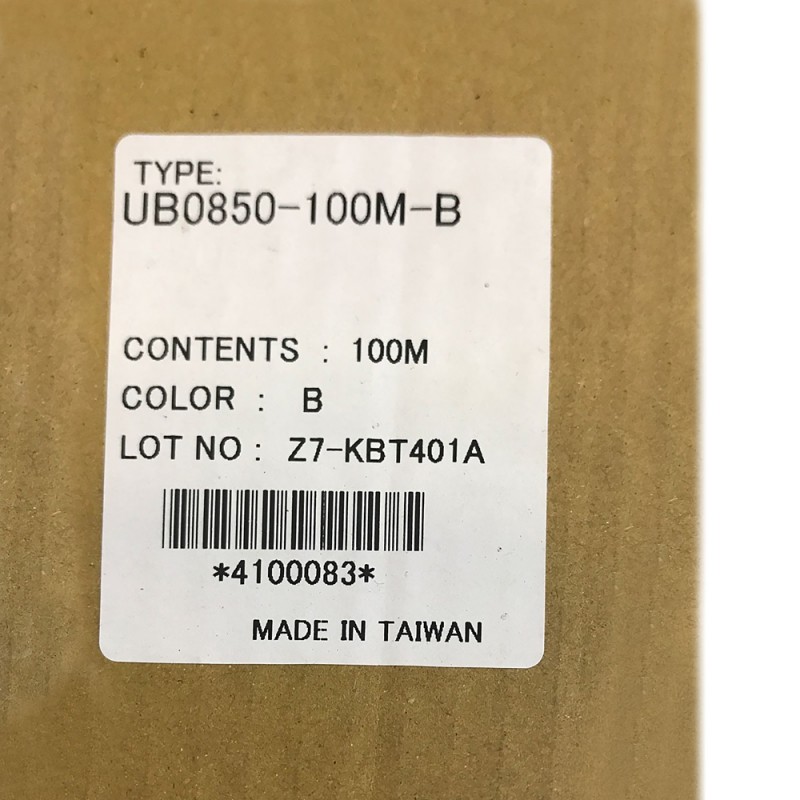 TYPE:
UB0850-100M-B
CONTENTS : 100M
COLOR : B
LOT NO : Z7-KBT401A
*4100083*
MADE IN TAIWAN